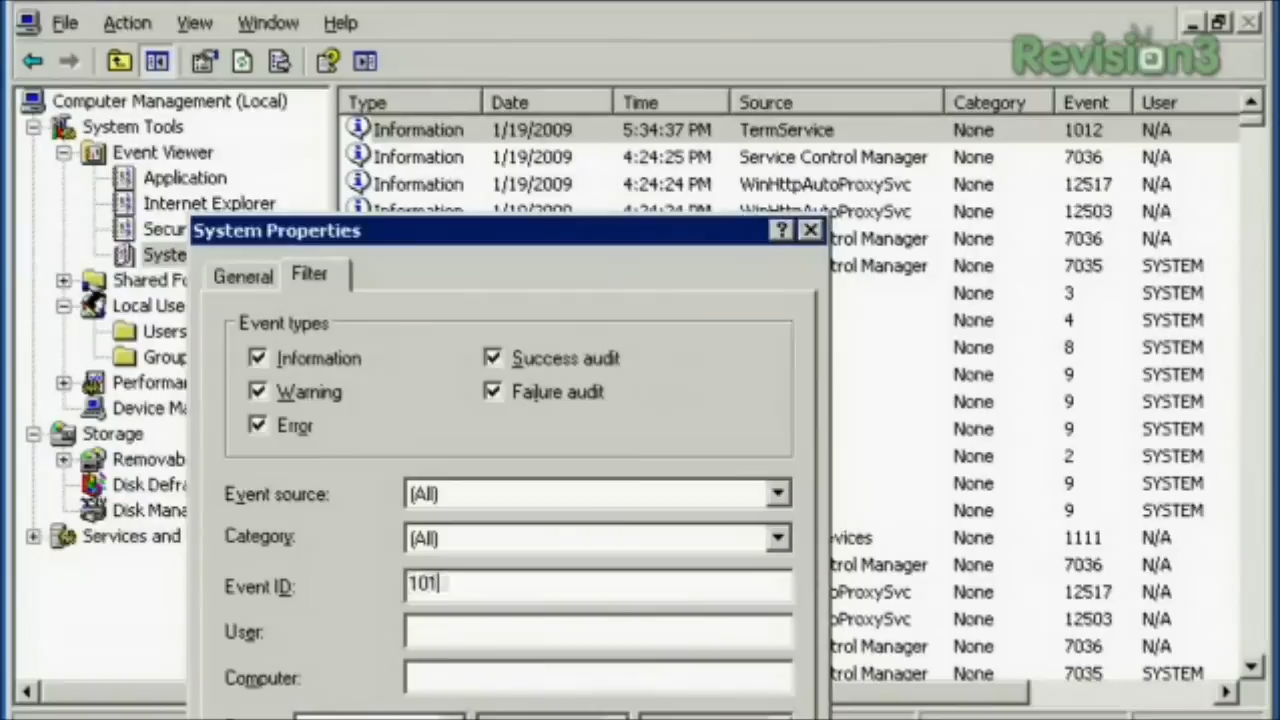 File Action View Window Help
Revision3
Computer Management (Local)
System Tools
Event Viewer
Application
Internet Explorer
Secur
Syste
Shared Fo
Local Use
Users
Group
Performa
Device Ma
Storage
Removab
Disk Defra
Disk Mana
Services and
Type Date Time Source Category Event User
Information 1/19/2009 5:34:37 PM TermService None 1012 N/A
Information 1/19/2009 4:24:25 PM Service Control Manager None 7036 N/A
Information 1/19/2009 4:24:24 PM WinHttpAutoProxySvc None 12517 N/A
Information 1/19/2009 ProxySvc None 12503 N/A
trol Manager None 7036 N/A
trol Manager None 7035 SYSTEM
None 3 SYSTEM
None 4 SYSTEM
None 8 SYSTEM
None 9 SYSTEM
None 9 SYSTEM
None 9 SYSTEM
None 2 SYSTEM
None 9 SYSTEM
None 9 SYSTEM
vices None 1111 N/A
trol Manager None 7036 N/A
oProxySvc None 12517 N/A
oProxySvc None 12503 N/A
trol Manager None 7036 N/A
trol Manager None 7035 SYSTEM
System Properties
General Filter
Event types
Information Success audit
Warning Failure audit
Error
Event source: (All)
Category: (All)
Event ID: 101
User:
Computer: